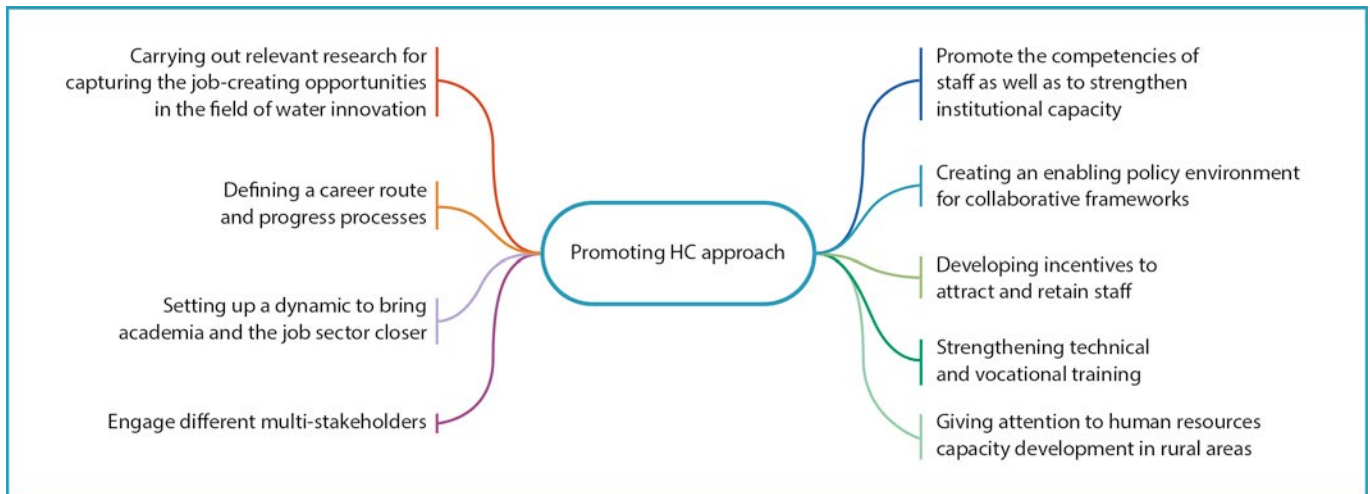 Carrying out relevant research for
capturing the job-creating opportunities
in the field of water innovation
Defining a career route
and progress processes
Setting up a dynamic to bring
academia and the job sector closer
Engage different multi-stakeholders
Promoting HC approach
Promote the competencies of
staff as well as to strengthen
institutional capacity
Creating an enabling policy environment
for collaborative frameworks
Developing incentives to
attract and retain staff
Strengthening technical
and vocational training
Giving attention to human resources
capacity development in rural areas